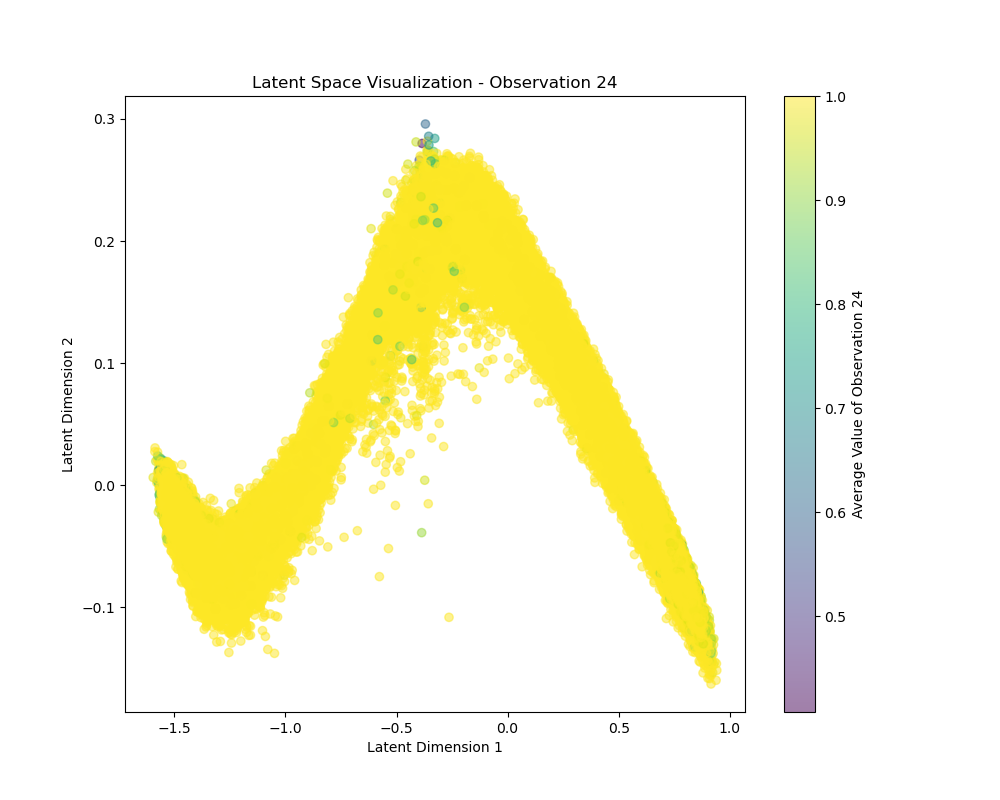 Latent Space Visualization - Observation 24
0.3
0.2
0.1
0.0
−0.1
Latent Dimension 2
−1.5 −1.0 −0.5 0.0 0.5 1.0
Latent Dimension 1
1.0
0.9
0.8
0.7
0.6
0.5
Average Value of Observation 24